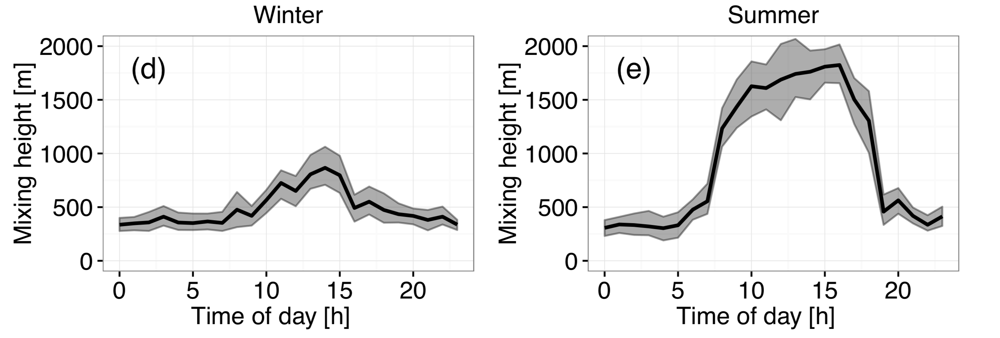 Winter
Mixing height [m]
2000
1500
1000
500
0
(d)
0 5 10 15 20
Time of day [h]
Summer
Mixing height [m]
2000
1500
1000
500
0
(e)
0 5 10 15 20
Time of day [h]